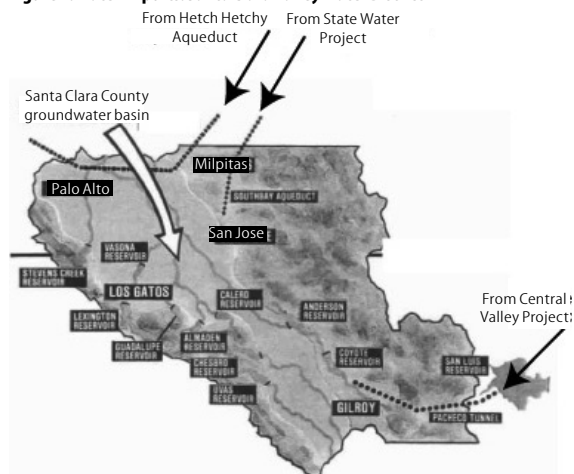 From Hetch Hetchy
Aqueduct
From State Water
Project
Santa Clara County
groundwater basin
Milpitas
Palo Alto
SOUTHBAY AQUEDUCT
San Jose
VASONA
RESERVOIR
STEVENS CREEK
RESERVOIR
LOS GATOS
CALERO
RESERVOIR
ANDERSON
RESERVOIR
From Central
Valley Project
LEXINGTON
RESERVOIR
GUADALUPE
RESERVOIR
ALMADEN
RESERVOIR
CHESBRO
RESERVOIR
COYOTE
RESERVOIR
SAN LUIS
RESERVOIR
UVAS
RESERVOIR
GILROY
PACHECO TUNNEL